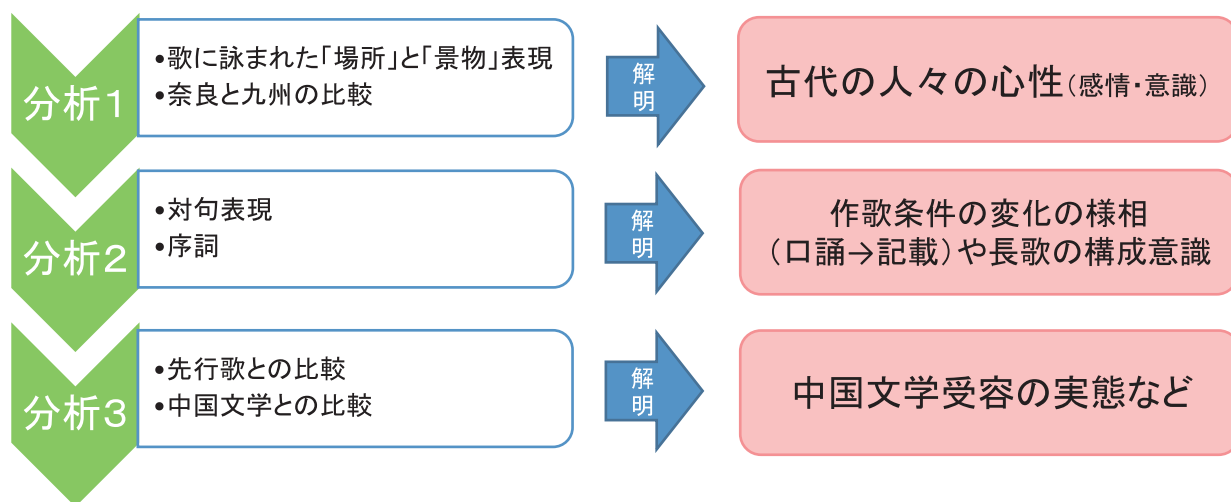 分析1
•歌に詠まれた「場所」と「景物」表現
•奈良と九州の比較
解
明
古代の人々の心性(感情・意識)
分析2
•対句表現
•序詞
解
明
作歌条件の変化の様相
(口誦→記載)や長歌の構成意識
分析3
•先行歌との比較
•中国文学との比較
解
明
中国文学受容の実態など